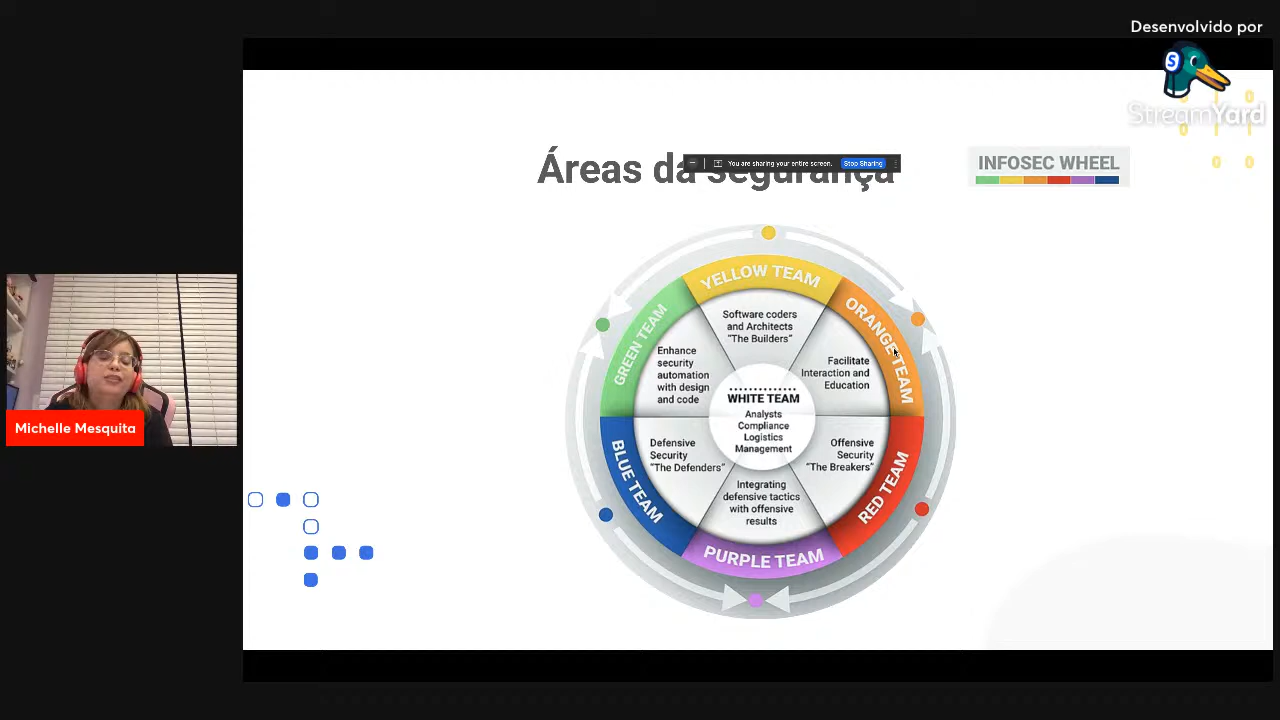 Desenvolvido por
StreamYard
Áreas da segurança
You are sharing your entire screen.
Stop Sharing
INFOSEC WHEEL
YELLOW TEAM
Software coders
and Architects
"The Builders"
ORANGE TEAM
Facilitate
Interaction and
Education
GREEN TEAM
Enhance
security
automation
with design
and code
WHITE TEAM
Analysts
Compliance
Logistics
Management
BLUE TEAM
Defensive
Security
"The Defenders"
RED TEAM
Offensive
Security
"The Breakers"
Integrating
defensive tactics
with offensive
results
PURPLE TEAM
Michelle Mesquita